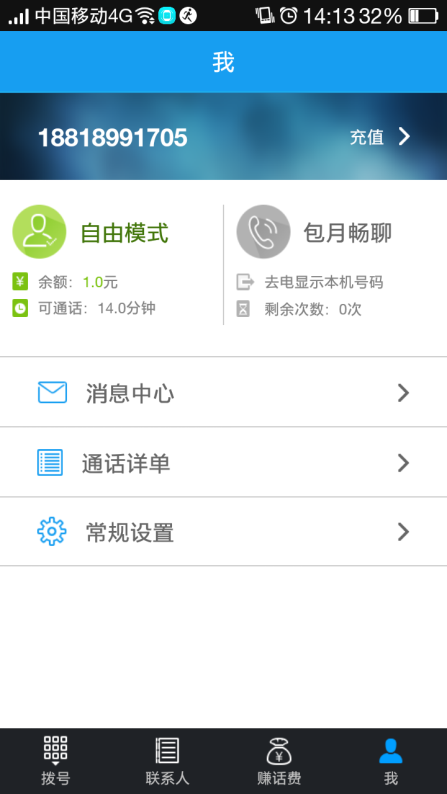 中国移动4G 14:13 32%
我
18818991705 充值
自由模式
余额：1.0元
可通话：14.0分钟
包月畅聊
去电显示本机号码
剩余次数：0次
消息中心
通话详单
常规设置
拨号 联系人 赚话费 我